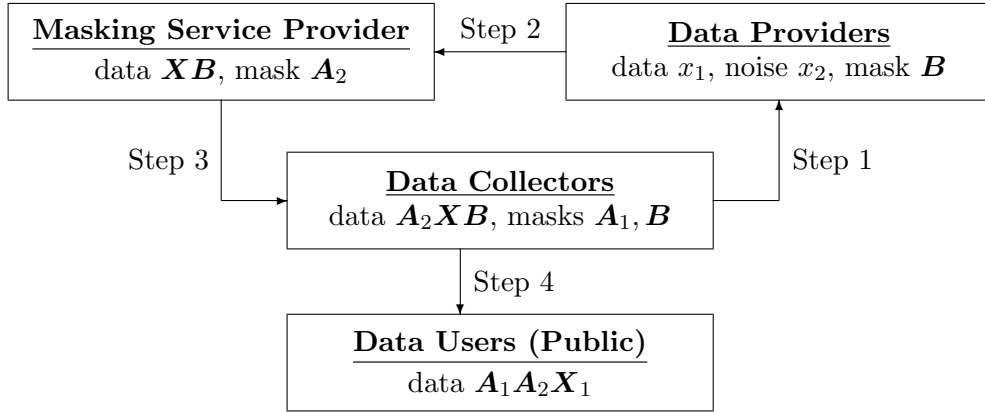 Masking Service Provider
data XB, mask A₂
Step 2
Data Providers
data x₁, noise x₂, mask B
Step 3
Step 1
Data Collectors
data A₂XB, masks A₁, B
Step 4
Data Users (Public)
data A₁A₂X₁